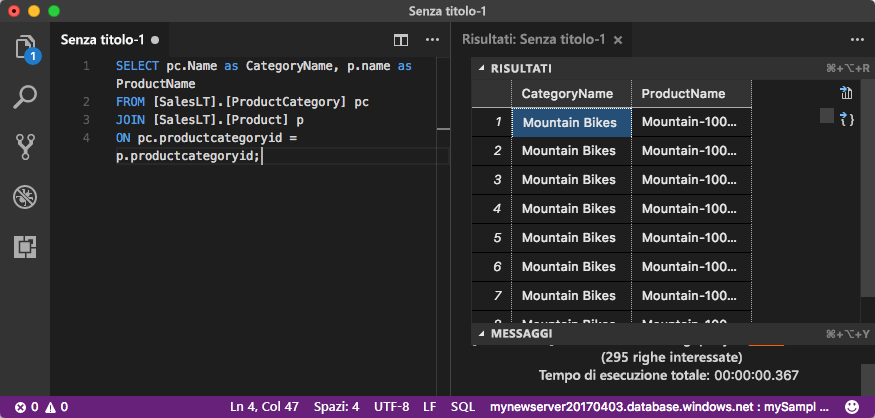 Senza titolo-1
Senza titolo-1
Risultati: Senza titolo-1
1
1 SELECT pc.Name as CategoryName, p.name as
ProductName
2 FROM [SalesLT].[ProductCategory] pc
3 JOIN [SalesLT].[Product] p
4 ON pc.productcategoryid =
p.productcategoryid;
RISULTATI ⌘+⌥+R
CategoryName ProductName
1 Mountain Bikes Mountain-100...
2 Mountain Bikes Mountain-100...
3 Mountain Bikes Mountain-100...
4 Mountain Bikes Mountain-100...
5 Mountain Bikes Mountain-100...
6 Mountain Bikes Mountain-100...
7 Mountain Bikes Mountain-100...
MESSAGGI ⌘+⌥+Y
(295 righe interessate)
Tempo di esecuzione totale: 00:00:00.367
0 0 Ln 4, Col 47 Spazi: 4 UTF-8 LF SQL mynewserver20170403.database.windows.net : mySampl ...